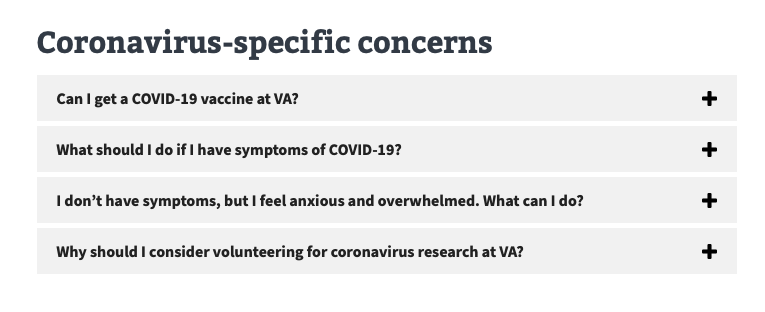 Coronavirus-specific concerns
Can I get a COVID-19 vaccine at VA?
What should I do if I have symptoms of COVID-19?
I don’t have symptoms, but I feel anxious and overwhelmed. What can I do?
Why should I consider volunteering for coronavirus research at VA?